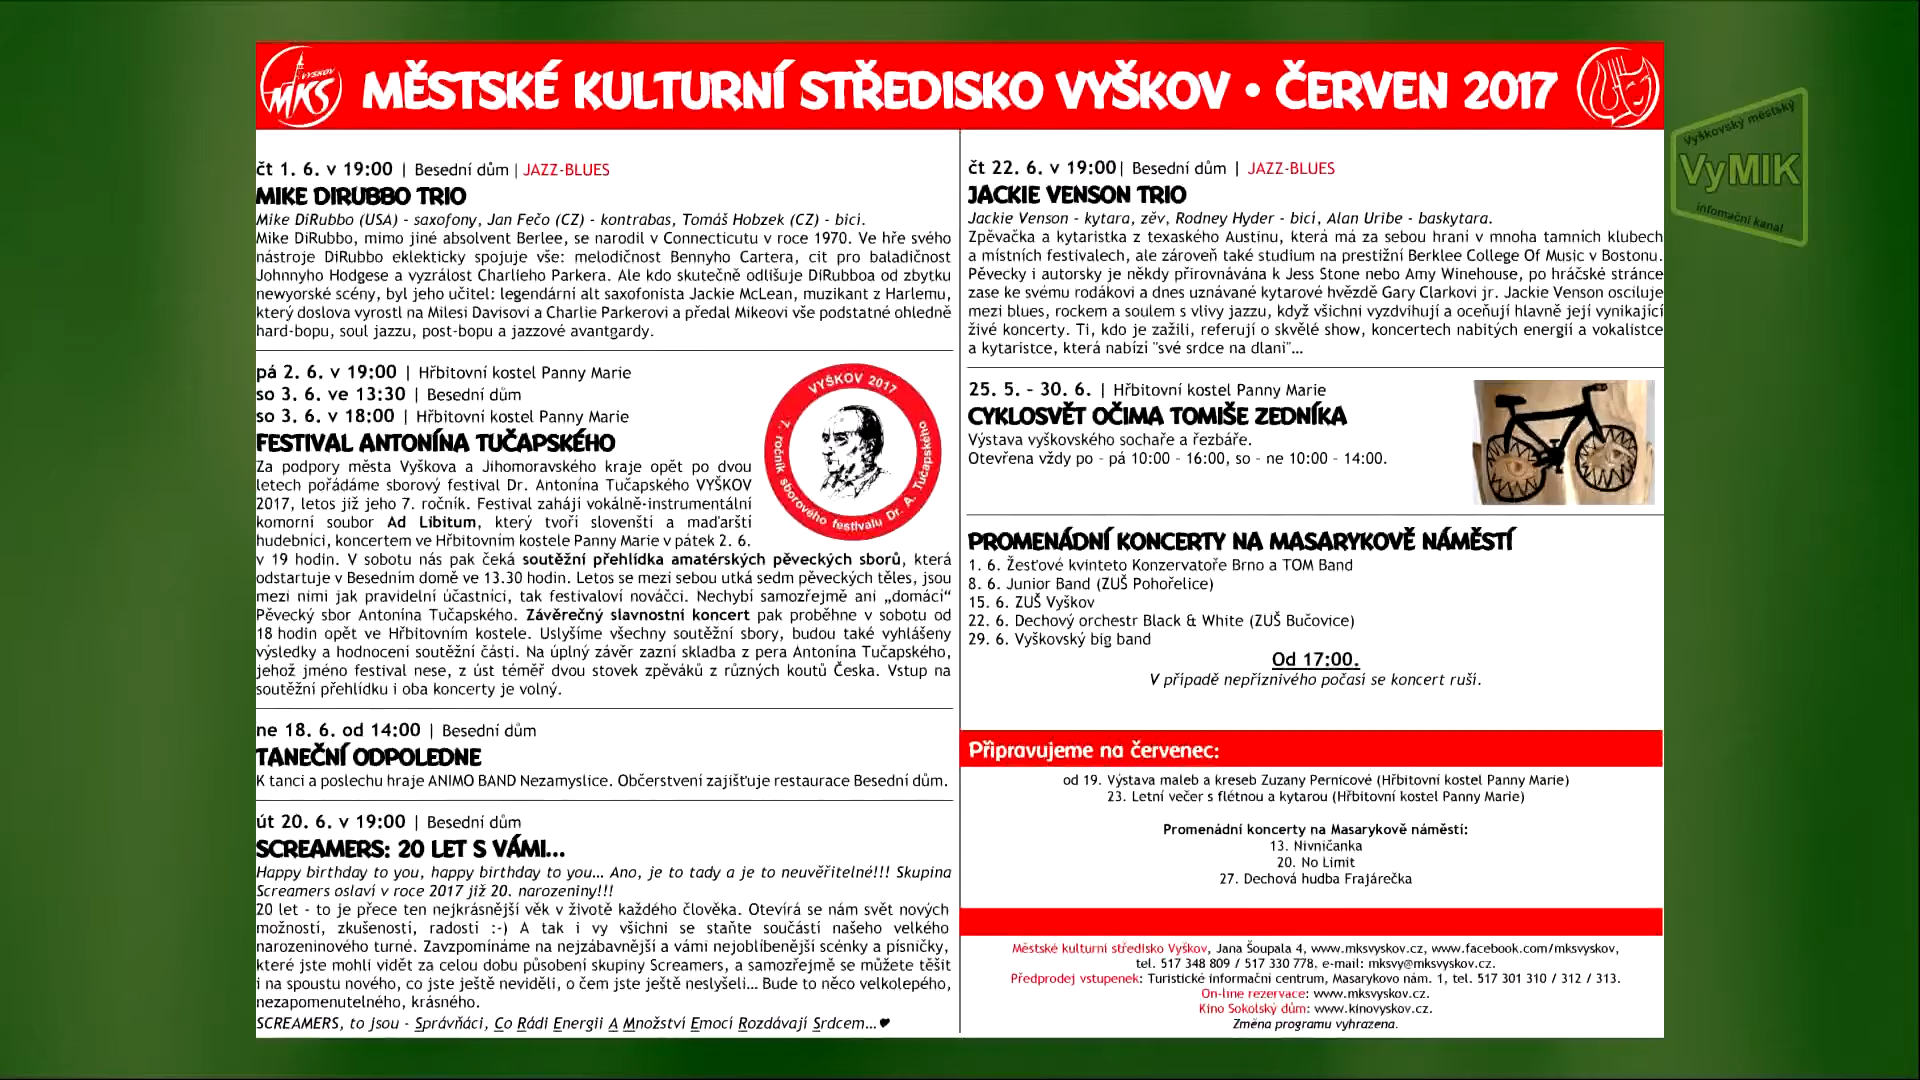 VYŠKOV
MKS
MĚSTSKÉ KULTURNÍ STŘEDISKO VYŠKOV • ČERVEN 2017
čt 1. 6. v 19:00 | Besední dům | JAZZ-BLUES
MIKE DIRUBBO TRIO
Mike DiRubbo (USA) - saxofony, Jan Fečo (CZ) - kontrabas, Tomáš Hobzek (CZ) - bicí.
Mike DiRubbo, mimo jiné absolvent Berlee, se narodil v Connecticutu v roce 1970. Ve hře svého
nástroje DiRubbo eklekticky spojuje vše: melodičnost Bennyho Cartera, cit pro baladičnost
Johnnyho Hodgese a vyzrálost Charlieho Parkera. Ale kdo skutečně odlišuje DiRubboa od zbytku
newyorské scény, byl jeho učitel: legendární alt saxofonista Jackie McLean, muzikant z Harlemu,
který doslova vyrostl na Milesi Davisovi a Charlie Parkerovi a předal Mikeovi vše podstatné ohledně
hard-bopu, soul jazzu, post-bopu a jazzové avantgardy.
pá 2. 6. v 19:00 | Hřbitovní kostel Panny Marie
so 3. 6. ve 13:30 | Besední dům
so 3. 6. v 18:00 | Hřbitovní kostel Panny Marie
FESTIVAL ANTONÍNA TUČAPSKÉHO
Za podpory města Vyškova a Jihomoravského kraje opět po dvou
letech pořádáme sborový festival Dr. Antonína Tučapského VYŠKOV
2017, letos již jeho 7. ročník. Festival zahájí vokálně-instrumentální
komorní soubor Ad Libitum, který tvoří slovenští a maďarští
hudebníci, koncertem ve Hřbitovním kostele Panny Marie v pátek 2. 6.
v 19 hodin. V sobotu nás pak čeká soutěžní přehlídka amatérských pěveckých sborů, která
odstartuje v Besedním domě ve 13.30 hodin. Letos se mezi sebou utká sedm pěveckých těles, jsou
mezi nimi jak pravidelní účastníci, tak festivaloví nováčci. Nechybí samozřejmě ani „domácí“
Pěvecký sbor Antonína Tučapského. Závěrečný slavnostní koncert pak proběhne v sobotu od
18 hodin opět ve Hřbitovním kostele. Uslyšíme všechny soutěžní sbory, budou také vyhlášeny
výsledky a hodnocení soutěžní části. Na úplný závěr zazní skladba z pera Antonína Tučapského,
jehož jméno festival nese, z úst téměř dvou stovek zpěváků z různých koutů Česka. Vstup na
soutěžní přehlídku i oba koncerty je volný.
VYŠKOV 2017
7. ročník sborového festivalu Dr. A. Tučapského
ne 18. 6. od 14:00 | Besední dům
TANEČNÍ ODPOLEDNE
K tanci a poslechu hraje ANIMO BAND Nezamyslice. Občerstvení zajišťuje restaurace Besední dům.
út 20. 6. v 19:00 | Besední dům
SCREAMERS: 20 LET S VÁMI...
Happy birthday to you, happy birthday to you... Ano, je to tady a je to neuvěřitelné!!! Skupina
Screamers oslaví v roce 2017 již 20. narozeniny!!!
20 let - to je přece ten nejkrásnější věk v životě každého člověka. Otevírá se nám svět nových
možností, zkušeností, radostí :-) A tak i vy všichni se staňte součástí našeho velkého
narozeninového turné. Zavzpomínáme na nejzábavnější a vámi nejoblíbenější scénky a písničky,
které jste mohli vidět za celou dobu působení skupiny Screamers, a samozřejmě se můžete těšit
i na spoustu nového, co jste ještě neviděli, o čem jste ještě neslyšeli... Bude to něco velkolepého,
nezapomenutelného, krásného.
SCREAMERS, to jsou - Správňáci, Co Rádi Energii A Množství Emocí Rozdávají Srdcem...♥
čt 22. 6. v 19:00| Besední dům | JAZZ-BLUES
JACKIE VENSON TRIO
Jackie Venson - kytara, zěv, Rodney Hyder - bicí, Alan Uribe - baskytara.
Zpěvačka a kytaristka z texaského Austinu, která má za sebou hraní v mnoha tamních klubech
a místních festivalech, ale zároveň také studium na prestižní Berklee College Of Music v Bostonu.
Pěvecky i autorsky je někdy přirovnávána k Jess Stone nebo Amy Winehouse, po hráčské stránce
zase ke svému rodákovi a dnes uznávané kytarové hvězdě Gary Clarkovi jr. Jackie Venson osciluje
mezi blues, rockem a soulem s vlivy jazzu, když všichni vyzdvihují a oceňují hlavně její vynikající
živé koncerty. Ti, kdo je zažili, referují o skvělé show, koncertech nabitých energií a vokalistce
a kytaristce, která nabízí "své srdce na dlani"...
25. 5. – 30. 6. | Hřbitovní kostel Panny Marie
CYKLOSVĚT OČIMA TOMIŠE ZEDNÍKA
Výstava vyškovského sochaře a řezbáře.
Otevřena vždy po – pá 10:00 – 16:00, so – ne 10:00 – 14:00.
PROMENÁDNÍ KONCERTY NA MASARYKOVĚ NÁMĚSTÍ
1. 6. Žesťové kvinteto Konzervatoře Brno a TOM Band
8. 6. Junior Band (ZUŠ Pohořelice)
15. 6. ZUŠ Vyškov
22. 6. Dechový orchestr Black & White (ZUŠ Bučovice)
29. 6. Vyškovský big band
Od 17:00.
V případě nepříznivého počasí se koncert ruší.
Připravujeme na červenec:
od 19. Výstava maleb a kreseb Zuzany Pernicové (Hřbitovní kostel Panny Marie)
23. Letní večer s flétnou a kytarou (Hřbitovní kostel Panny Marie)
Promenádní koncerty na Masarykově náměstí:
13. Nivničanka
20. No Limit
27. Dechová hudba Frajárečka
Městské kulturní středisko Vyškov, Jana Šoupala 4, www.mksvyskov.cz, www.facebook.com/mksvyskov,
tel. 517 348 809 / 517 330 778, e-mail: mksvy@mksvyskov.cz.
Předprodej vstupenek: Turistické informační centrum, Masarykovo nám. 1, tel. 517 301 310 / 312 / 313.
On-line rezervace: www.mksvyskov.cz.
Kino Sokolský dům: www.kinovyskov.cz.
Změna programu vyhrazena.
Vyškovský městský
VyMIK
infomační kanal